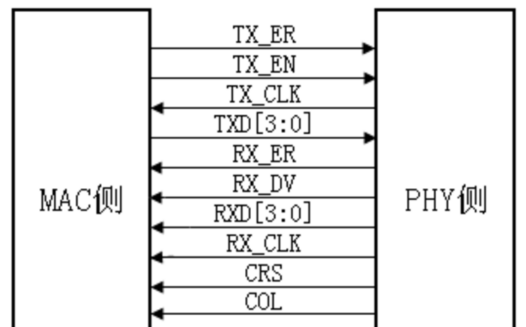 TX_ER
TX_EN
TX_CLK
TXD[3:0]
RX_ER
RX_DV
MAC侧
PHY侧
RXD[3:0]
RX_CLK
CRS
COL